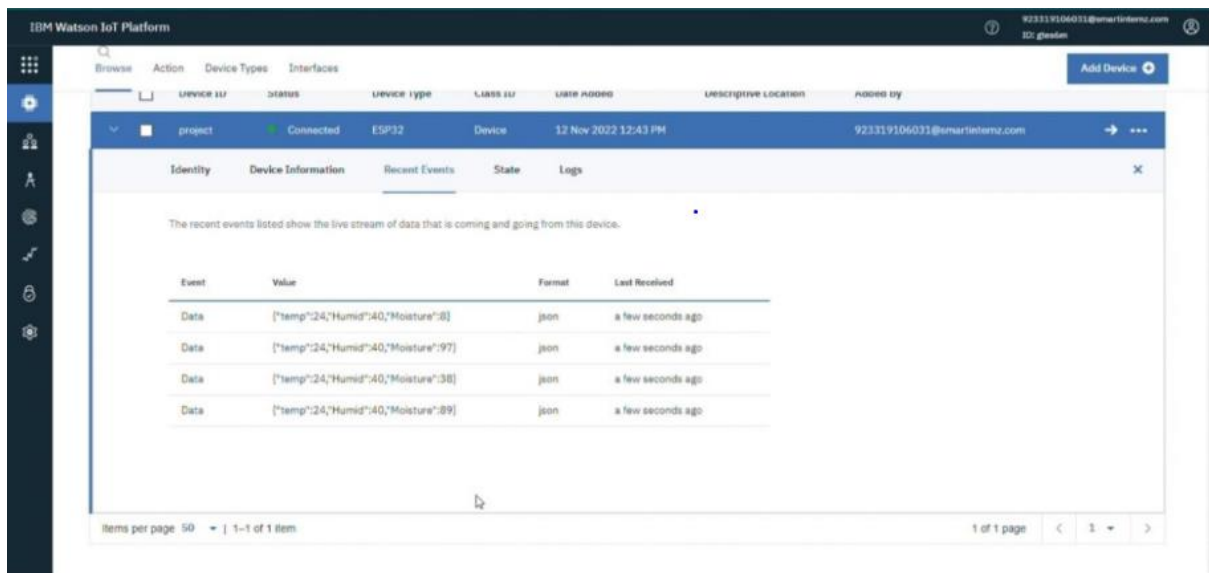 IBM Watson IoT Platform
923319106031@smartinternz.com
ID:
Browse Action Device Types Interfaces
Add Device
Device ID Status Device Type Class ID Date Added Descriptive Location Added By
project Connected ESP32 Device 12 Nov 2022 12:43 PM 923319106031@smartinternz.com
Identity Device Information Recent Events State Logs
The recent events listed show the live stream of data that is coming and going from this device.
Event Value Format Last Received
Data {"temp":24,"Humid":40,"Moisture":8} json a few seconds ago
Data {"temp":24,"Humid":40,"Moisture":97} json a few seconds ago
Data {"temp":24,"Humid":40,"Moisture":38} json a few seconds ago
Data {"temp":24,"Humid":40,"Moisture":89} json a few seconds ago
Items per page 50 | 1–1 of 1 item 1 of 1 page 1